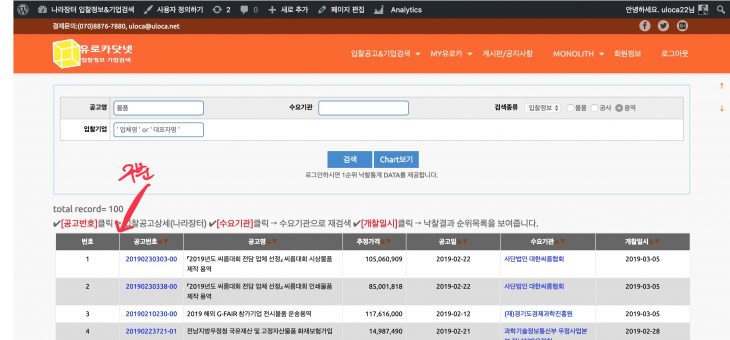 나라장터 입찰정보&기업검색 사용자 정의하기 2 0 새로 추가 페이지 편집 Analytics 안녕하세요, uloca22님
결제문의:(070)8876-7880, uloca@uloca.net
유로카닷넷
입찰정보 기업검색
입찰공고&기업검색 MY유로카 게시판/공지사항 MONOLITH 회원정보 로그아웃
공고명 물품 수요기관 검색종류 입찰정보 물품 공사 용역
입찰기업 ' 업체명 ' or ' 대표자명 '
검색 Chart보기
로그인하시면 1순위 낙찰통계 DATA를 제공합니다.
구분
total record= 100
✔[공고번호]클릭 → 입찰공고상세(나라장터) ✔[수요기관]클릭 → 수요기관으로 재검색 ✔[개찰일시]클릭 → 낙찰결과 순위목록을 보여줍니다.
번호 공고번호▲▼ 공고명▲▼ 추정가격▲▼ 공고일▲▼ 수요기관▲▼ 개찰일시▲▼
1 20190230303-00 『2019년도 씨름대회 전담 업체 선정』 씨름대회 시상물품 제작 용역 105,060,909 2019-02-22 사단법인 대한씨름협회 2019-03-05
2 20190230338-00 『2019년도 씨름대회 전담 업체 선정』 씨름대회 인쇄물품 제작 용역 85,001,818 2019-02-22 사단법인 대한씨름협회 2019-03-05
3 20190210230-00 2019 해외 G-FAIR 참가기업 전시물품 운송용역 117,616,000 2019-02-12 (재)경기도경제과학진흥원 2019-03-05
4 20190223721-01 전남지방우정청 국유재산 및 고정자산물품 화재보험가입 14,987,490 2019-02-21 과학기술정보통신부 우정사업본 2019-02-28